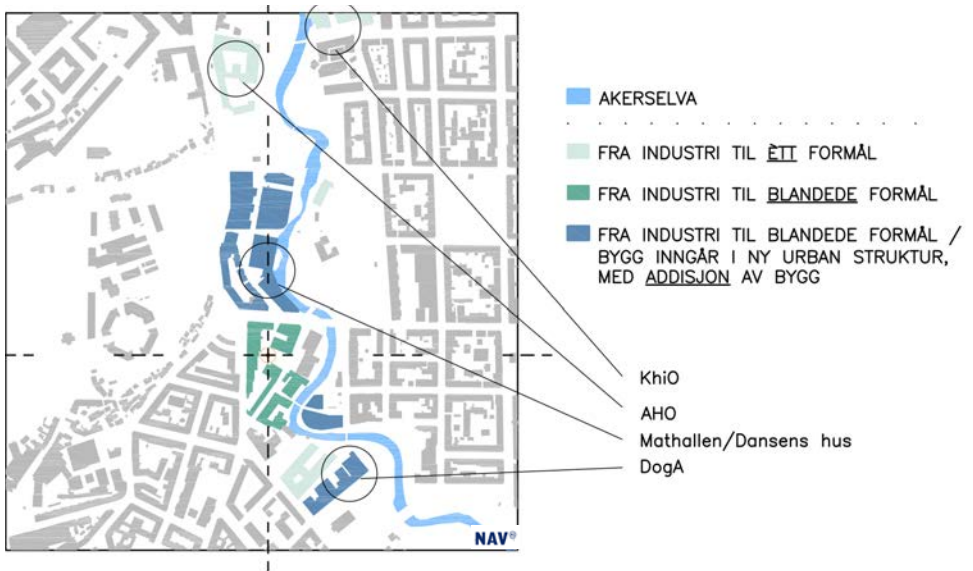 AKERSELVA
FRA INDUSTRI TIL ÈTT FORMÅL
FRA INDUSTRI TIL BLANDEDE FORMÅL
FRA INDUSTRI TIL BLANDEDE FORMÅL /
BYGG INNGÅR I NY URBAN STRUKTUR,
MED ADDISJON AV BYGG
KhiO
AHO
Mathallen/Dansens hus
DogA
NAV®